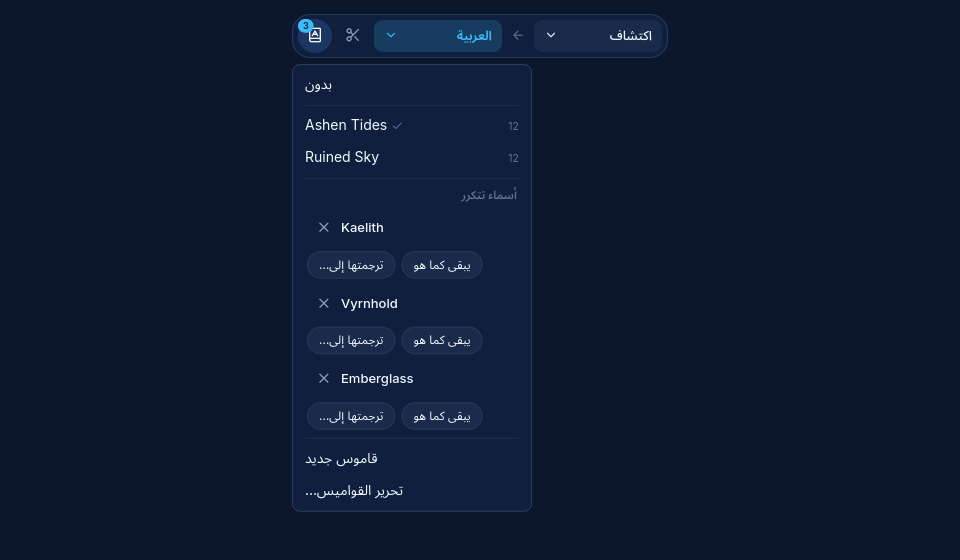 اكتشاف
العربية
3
بدون
Ashen Tides 12
Ruined Sky 12
أسماء تتكرر
Kaelith
يبقى كما هو
ترجمتها إلى...
Vyrnhold
يبقى كما هو
ترجمتها إلى...
Emberglass
يبقى كما هو
ترجمتها إلى...
قاموس جديد
تحرير القواميس...